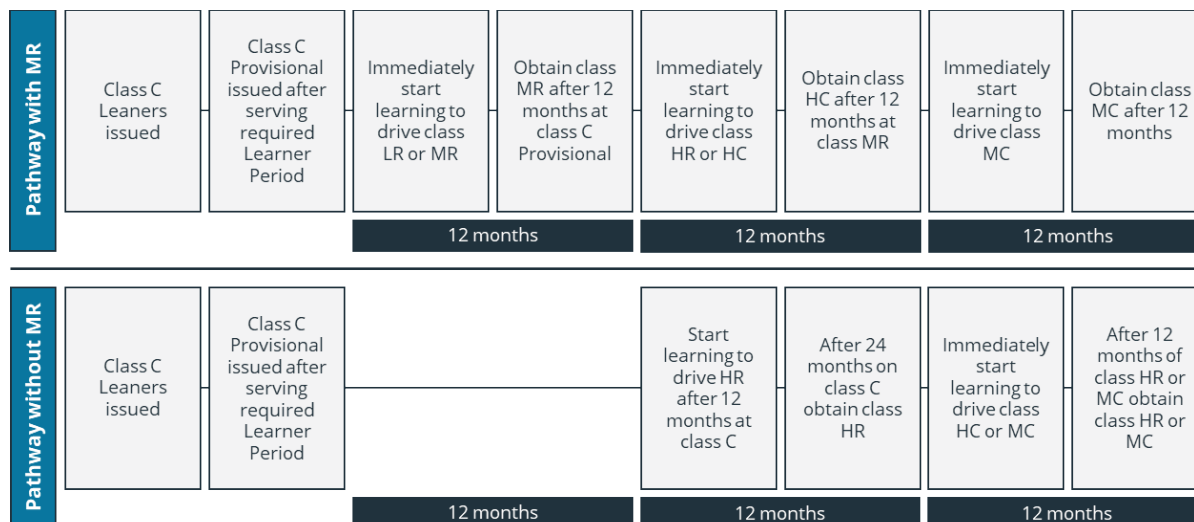 Pathway with MR
Class C
Leaners
issued
Class C
Provisional
issued after
serving
required
Learner
Period
Immediately
start
learning to
drive class
LR or MR
Obtain class
MR after 12
months at
class C
Provisional
Immediately
start
learning to
drive class
HR or HC
Obtain class
HC after 12
months at
class MR
Immediately
start
learning to
drive class
MC
Obtain class
MC after 12
months
12 months
12 months
12 months
Pathway without MR
Class C
Leaners
issued
Class C
Provisional
issued after
serving
required
Learner
Period
Start
learning to
drive HR
after 12
months at
class C
After 24
months on
class C
obtain class
HR
Immediately
start
learning to
drive class
HC or MC
After 12
months of
class HR or
MC obtain
class HR or
MC
12 months
12 months
12 months